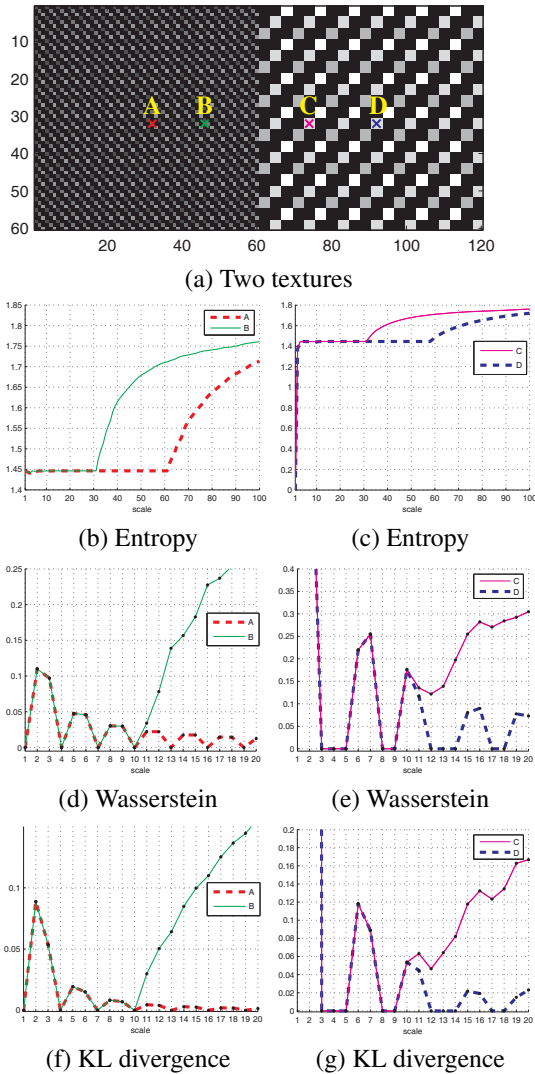 10
20
30
40
50
60
A B C D
20 40 60 80 100 120
(a) Two textures
1.85
1.8
1.75
1.7
1.65
1.6
1.55
1.5
1.45
1.4
A
B
1 10 20 30 40 50 60 70 80 90 100
scale
(b) Entropy
1.8
1.6
1.4
1.2
1
0.8
0.6
0.4
0.2
0
C
D
1 10 20 30 40 50 60 70 80 90 100
scale
(c) Entropy
0.25
0.2
0.15
0.1
0.05
0
A
B
1 2 3 4 5 6 7 8 9 10 11 12 13 14 15 16 17 18 19 20
scale
(d) Wasserstein
0.4
0.35
0.3
0.25
0.2
0.15
0.1
0.05
0
C
D
1 2 3 4 5 6 7 8 9 10 11 12 13 14 15 16 17 18 19 20
scale
(e) Wasserstein
0.1
0.05
0
A
B
1 2 3 4 5 6 7 8 9 10 11 12 13 14 15 16 17 18 19 20
scale
(f) KL divergence
0.2
0.18
0.16
0.14
0.12
0.1
0.08
0.06
0.04
0.02
0
C
D
1 2 3 4 5 6 7 8 9 10 11 12 13 14 15 16 17 18 19 20
scale
(g) KL divergence